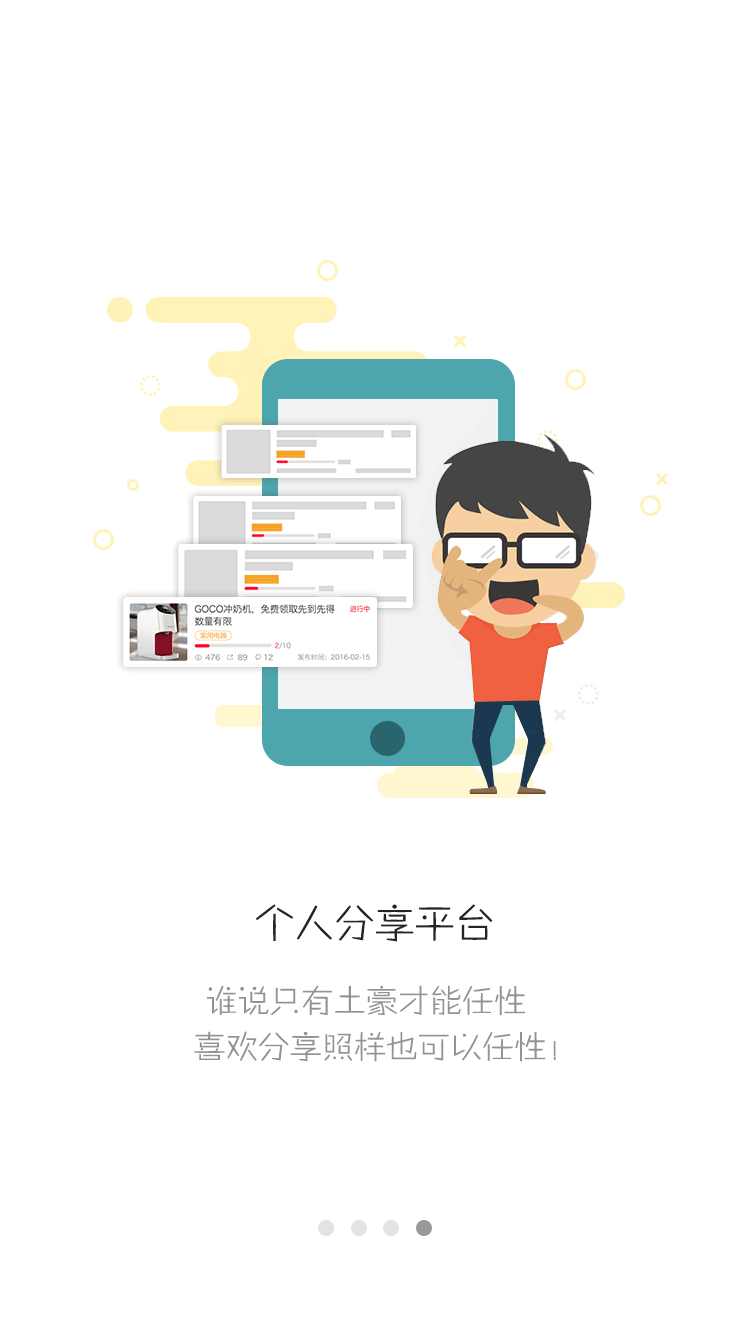 GOCO冲奶机、免费领取先到先得
进行中
数量有限
家用电器
2/10
476 89 12 发布时间：2016-02-15
个人分享平台
谁说只有土豪才能任性
喜欢分享照样也可以任性!